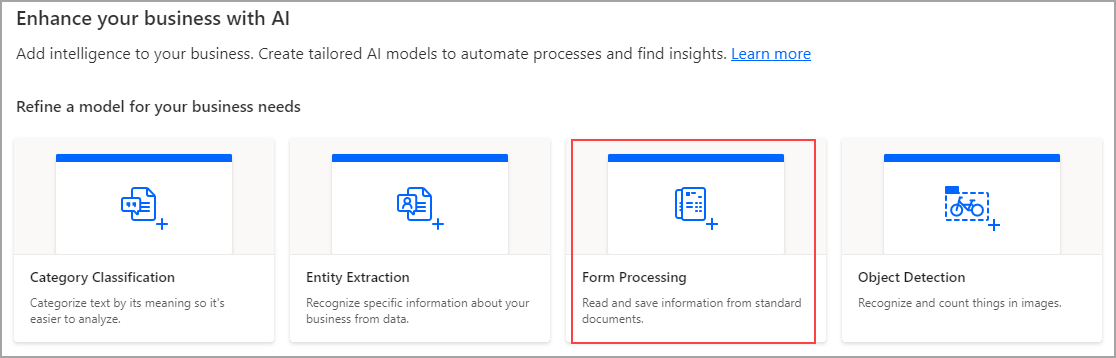 Enhance your business with AI
Add intelligence to your business. Create tailored AI models to automate processes and find insights. Learn more
Refine a model for your business needs
Category Classification
Categorize text by its meaning so it's
easier to analyze.
Entity Extraction
Recognize specific information about your
business from data.
Form Processing
Read and save information from standard
documents.
Object Detection
Recognize and count things in images.